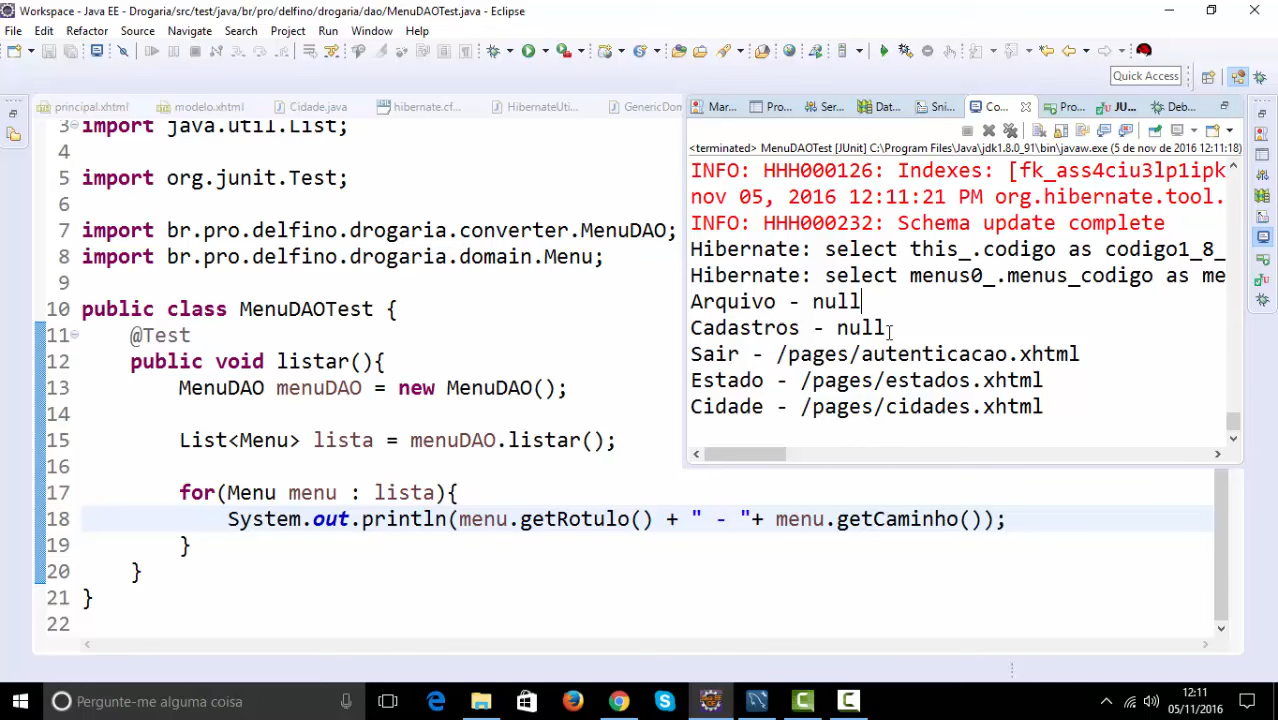 Workspace - Java EE - Drogaria/src/test/java/br/pro/delfino/drogaria/dao/MenuDAOTest.java - Eclipse
File Edit Refactor Source Navigate Search Project Run Window Help
Quick Access
principal.xhtml modelo.xhtml Cidade.java hibernate.cf... HibernateUti... GenericDom
Mar... Pro... Ser... Dat... Sni... Co... Pro... JU... Deb...
<terminated> MenuDAOTest [JUnit] C:\Program Files\Java\jdk1.8.0_91\bin\javaw.exe (5 de nov de 2016 12:11:18)
INFO: HHH000126: Indexes: [fk_ass4ciu3lp1ipk
nov 05, 2016 12:11:21 PM org.hibernate.tool.
INFO: HHH000232: Schema update complete
Hibernate: select this_.codigo as codigo1_8_
Hibernate: select menus0_.menus_codigo as me
Arquivo - null
Cadastros - null
Sair - /pages/autenticacao.xhtml
Estado - /pages/estados.xhtml
Cidade - /pages/cidades.xhtml
3 import java.util.List;
4
5 import org.junit.Test;
6
7 import br.pro.delfino.drogaria.converter.MenuDAO;
8 import br.pro.delfino.drogaria.domain.Menu;
9
10 public class MenuDAOTest {
11 @Test
12 public void listar(){
13 MenuDAO menuDAO = new MenuDAO();
14
15 List<Menu> lista = menuDAO.listar();
16
17 for(Menu menu : lista){
18 System.out.println(menu.getRotulo() + " - "+ menu.getCaminho());
19 }
20 }
21 }
22
Pergunte-me alguma coisa
12:11
05/11/2016